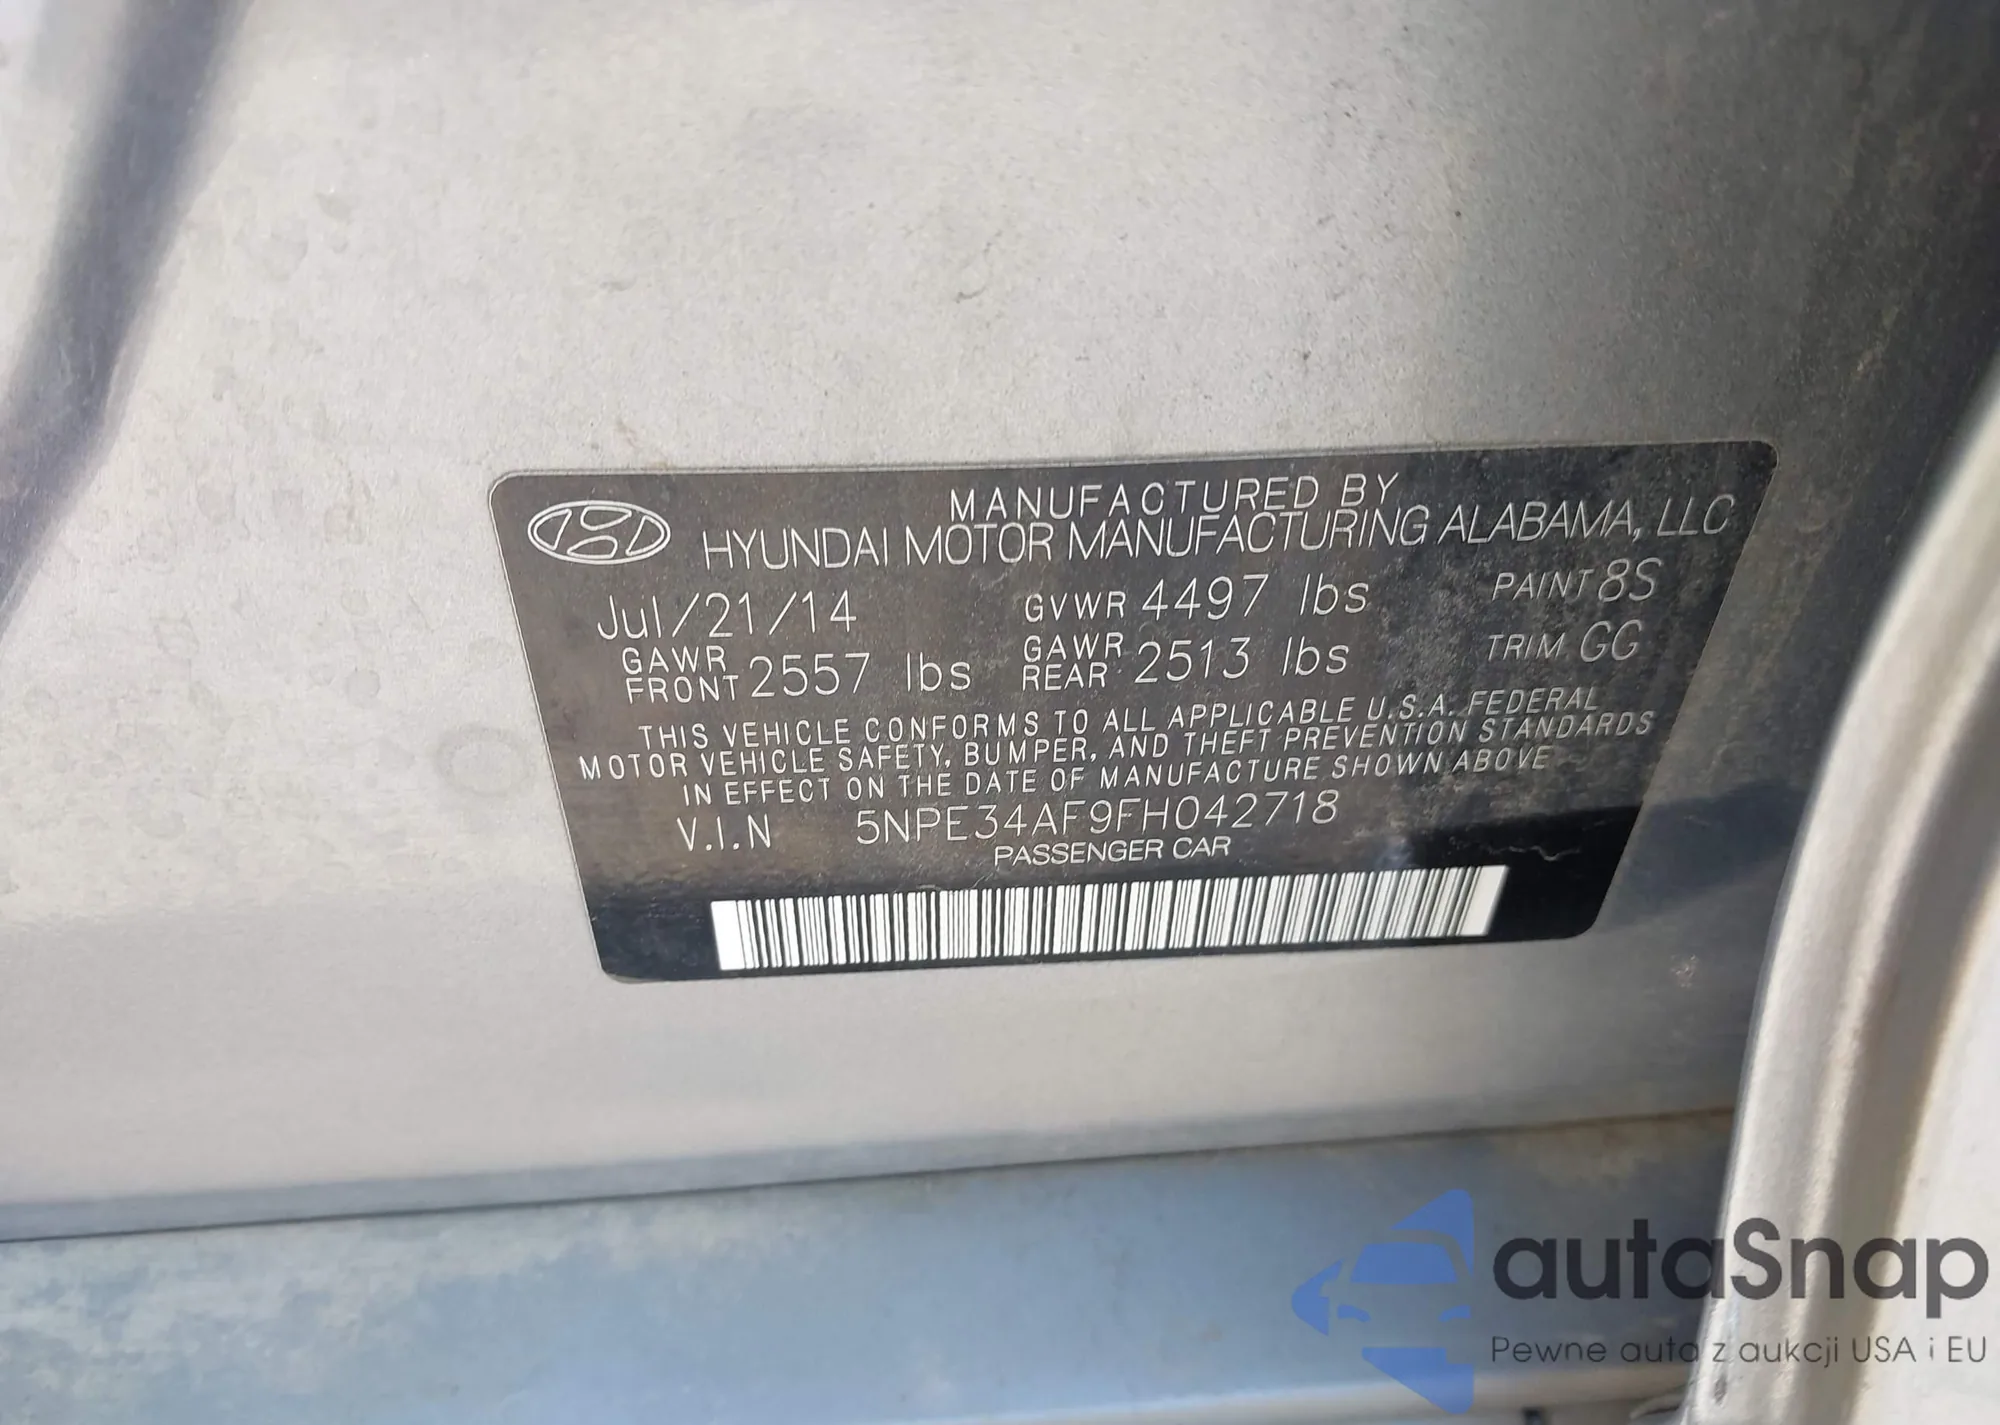 MANUFACTURED BY
HYUNDAI MOTOR MANUFACTURING ALABAMA, LLC
Jul/21/14 GVWR 4497 lbs PAINT 8S
GAWR FRONT 2557 lbs GAWR REAR 2513 lbs TRIM GG
THIS VEHICLE CONFORMS TO ALL APPLICABLE U.S.A. FEDERAL
MOTOR VEHICLE SAFETY, BUMPER, AND THEFT PREVENTION STANDARDS
IN EFFECT ON THE DATE OF MANUFACTURE SHOWN ABOVE
V.I.N 5NPE34AF9FH042718
PASSENGER CAR
autaSnap
Pewne auta z aukcji USA i EU